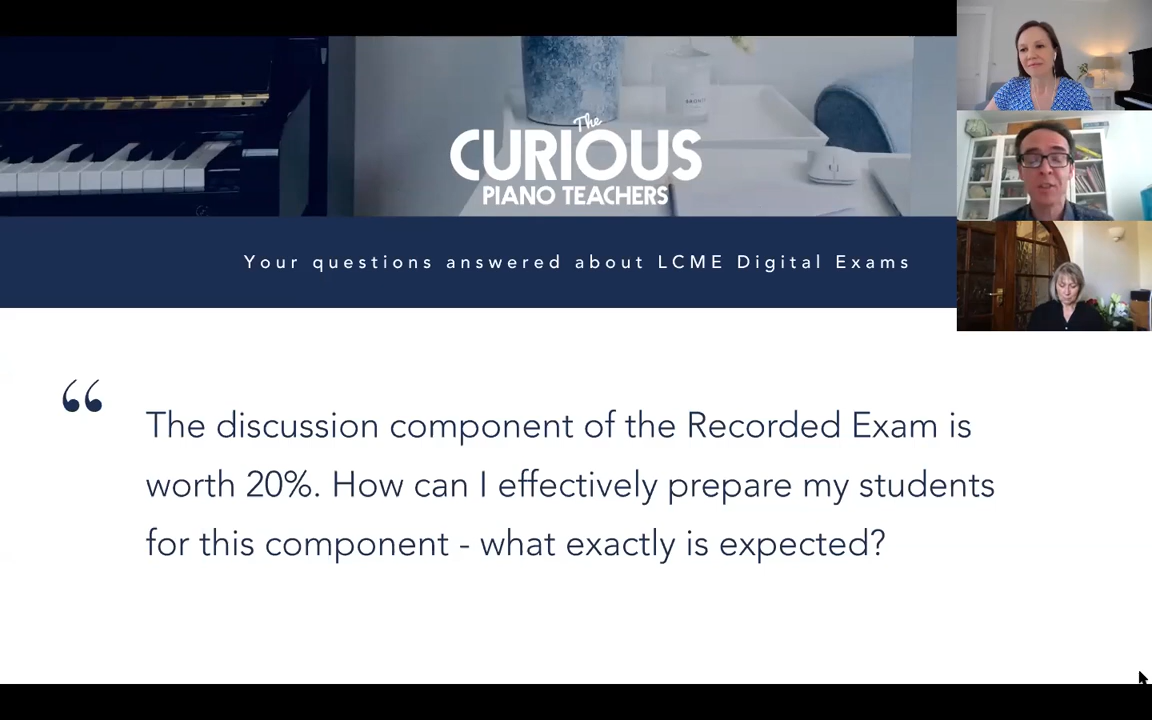 The
CURIOUS
PIANO TEACHERS
Your questions answered about LCME Digital Exams
“
The discussion component of the Recorded Exam is
worth 20%. How can I effectively prepare my students
for this component - what exactly is expected?